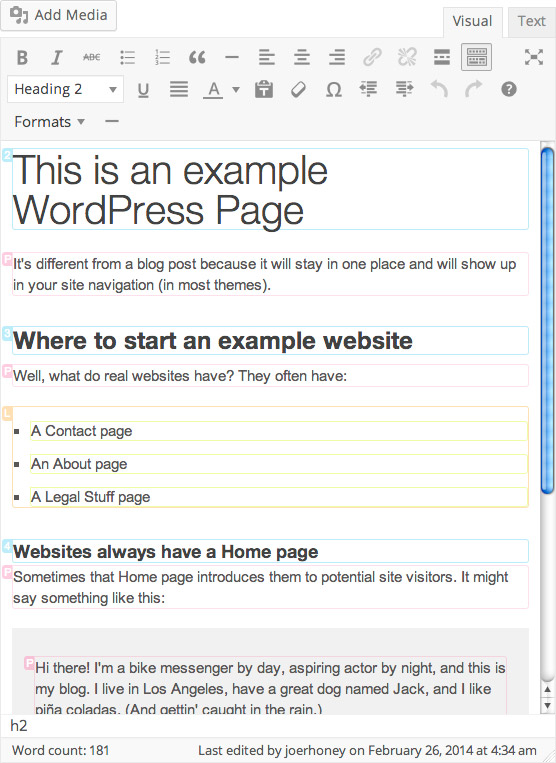 Add Media
Visual
Text
B I ABC
Heading 2
U A T Ω ?
Formats
2
This is an example
WordPress Page
P
It's different from a blog post because it will stay in one place and will show up
in your site navigation (in most themes).
3
Where to start an example website
P
Well, what do real websites have? They often have:
L
A Contact page
An About page
A Legal Stuff page
4
Websites always have a Home page
P
Sometimes that Home page introduces them to potential site visitors. It might
say something like this:
P
Hi there! I'm a bike messenger by day, aspiring actor by night, and this is
my blog. I live in Los Angeles, have a great dog named Jack, and I like
piña coladas. (And gettin' caught in the rain.)
h2
Word count: 181
Last edited by joerhoney on February 26, 2014 at 4:34 am